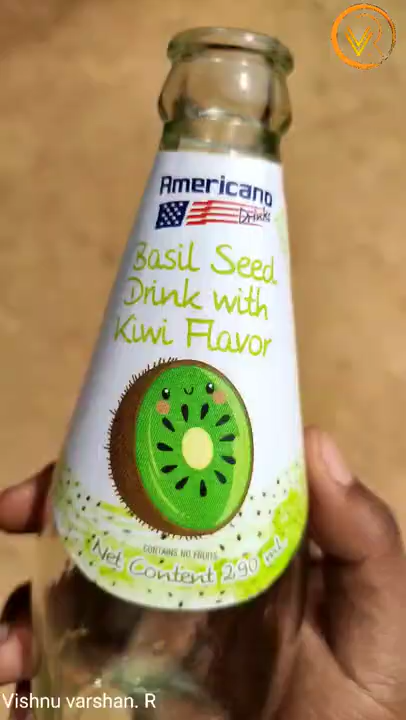 Americano
Drinks
Basil Seed
Drink with
Kiwi Flavor
CONTAINS NO FRUITS
Net Content 290 ml
Vishnu varshan. R